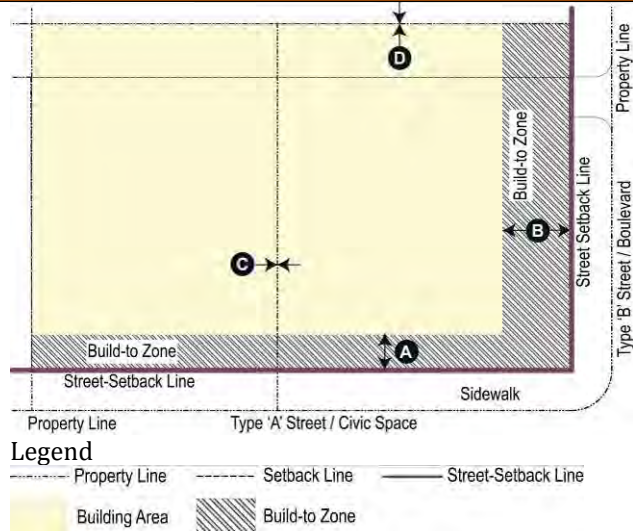 D
Property Line
Build-to Zone
B
Street Setback Line
Type 'B' Street / Boulevard
C
Build-to Zone
A
Street-Setback Line
Sidewalk
Property Line
Type 'A' Street / Civic Space
Legend
Property Line
Setback Line
Street-Setback Line
Building Area
Build-to Zone